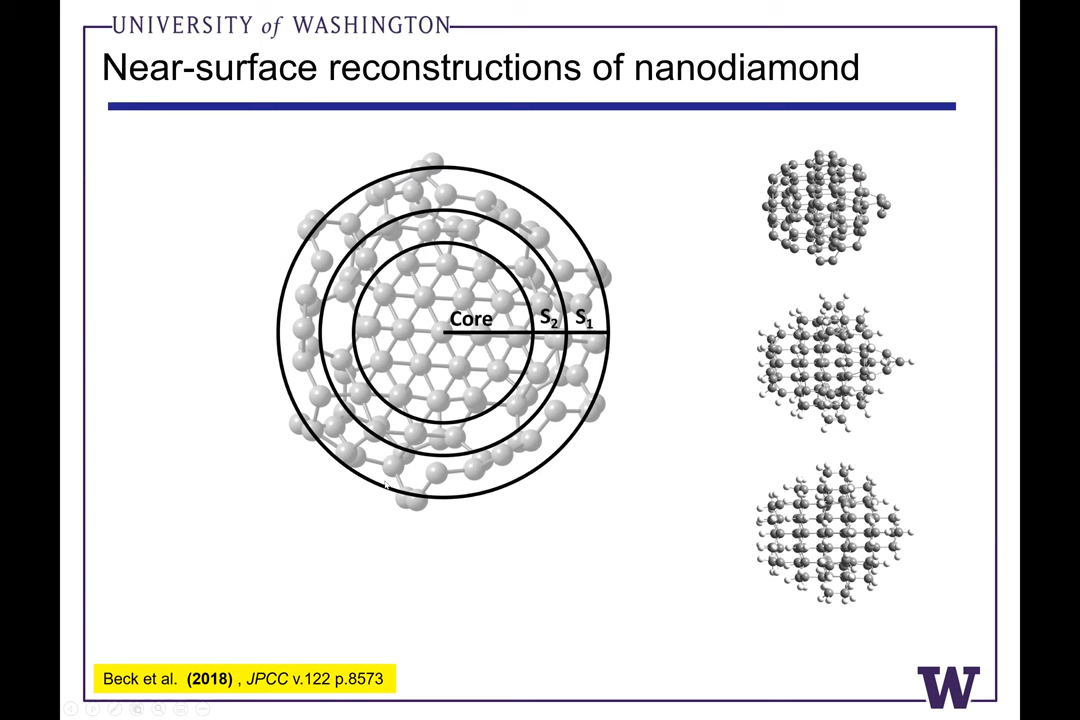 UNIVERSITY of WASHINGTON
Near-surface reconstructions of nanodiamond
Core S₂ S₁
Beck et al. (2018) , JPCC v.122 p.8573
W